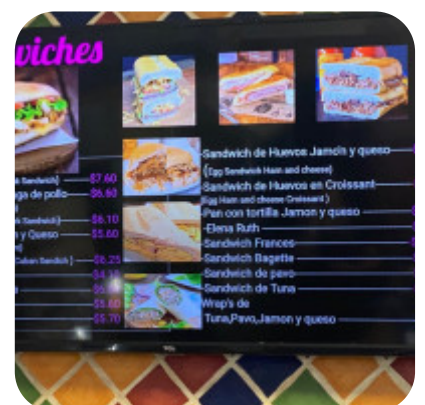 wiches
Sandwich) $7.60
ga de pollo $6.60
Sandwich) $6.10
y Queso $5.60
Cuban Sandich ) $6.25
$5.60
$5.70
Sandwich de Huevos Jamoin y queso
(Egg Sandwich Ham and cheese)
Sandwich de Huevos en Croissant
(Egg Ham and cheese Croissant )
Pan con tortilla Jamon y queso
Elena Ruth
Sandwich Frances
Sandwich Bagette
Sandwich de pavo
Sandwich de Tuna
Wrap's de
Tuna,Pavo,Jamon y queso